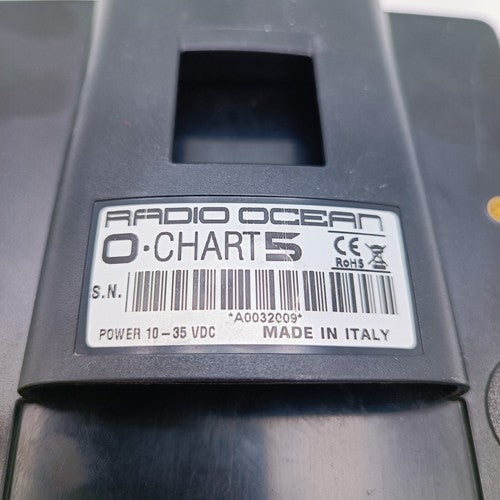 RADIO OCEAN
O·CHART5
CE
RoHS
S.N.
*A0032009*
POWER 10-35 VDC
MADE IN ITALY